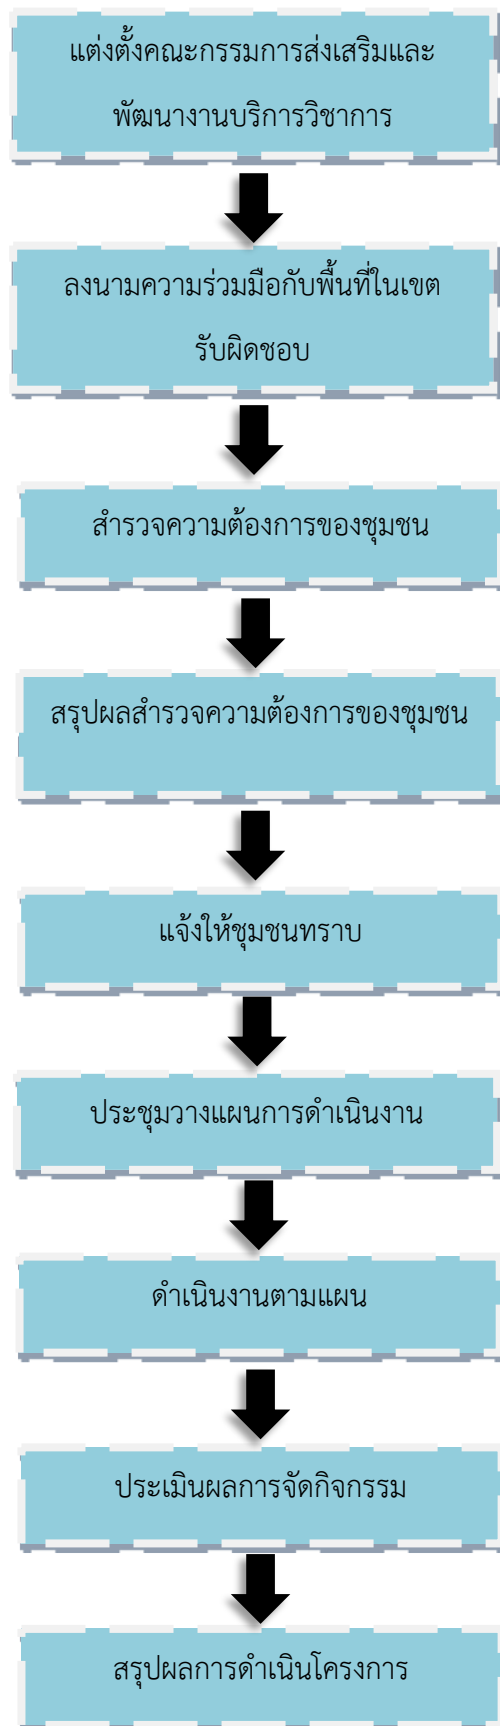 แต่งตั้งคณะกรรมการส่งเสริมและ
พัฒนางานบริการวิชาการ
ลงนามความร่วมมือกับพื้นที่ในเขต
รับผิดชอบ
สำรวจความต้องการของชุมชน
สรุปผลสำรวจความต้องการของชุมชน
แจ้งให้ชุมชนทราบ
ประชุมวางแผนการดำเนินงาน
ดำเนินงานตามแผน
ประเมินผลการจัดกิจกรรม
สรุปผลการดำเนินโครงการ